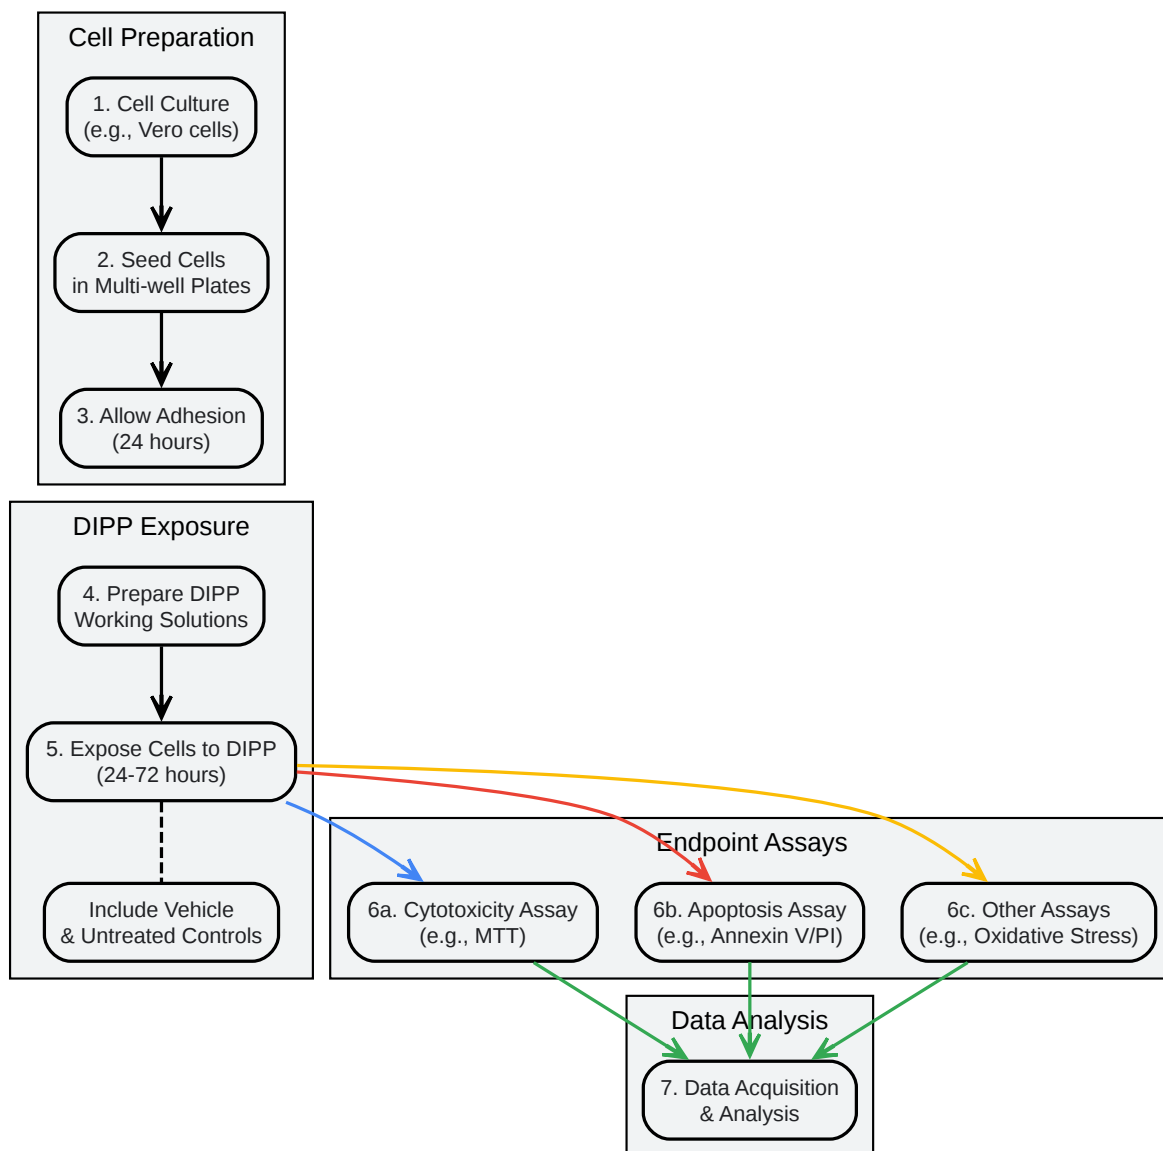 Cell Preparation
1. Cell Culture
(e.g., Vero cells)
2. Seed Cells
in Multi-well Plates
3. Allow Adhesion
(24 hours)
DIPP Exposure
4. Prepare DIPP
Working Solutions
5. Expose Cells to DIPP
(24-72 hours)
Include Vehicle
& Untreated Controls
Endpoint Assays
6a. Cytotoxicity Assay
(e.g., MTT)
6b. Apoptosis Assay
(e.g., Annexin V/PI)
6c. Other Assays
(e.g., Oxidative Stress)
Data Analysis
7. Data Acquisition
& Analysis